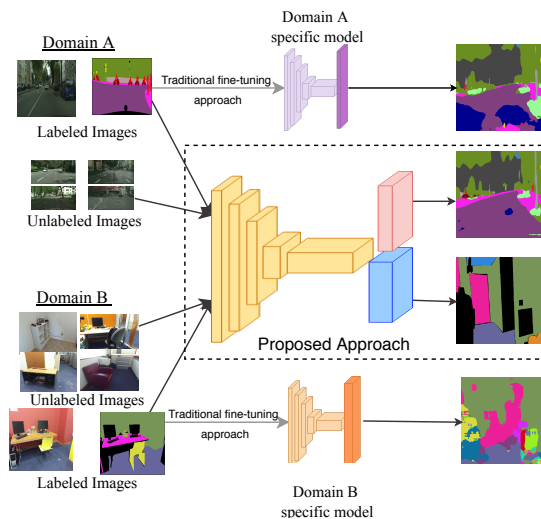 Domain A
Labeled Images
Unlabeled Images
Traditional fine-tuning
approach
Domain A
specific model
Proposed Approach
Domain B
Unlabeled Images
Labeled Images
Traditional fine-tuning
approach
Domain B
specific model